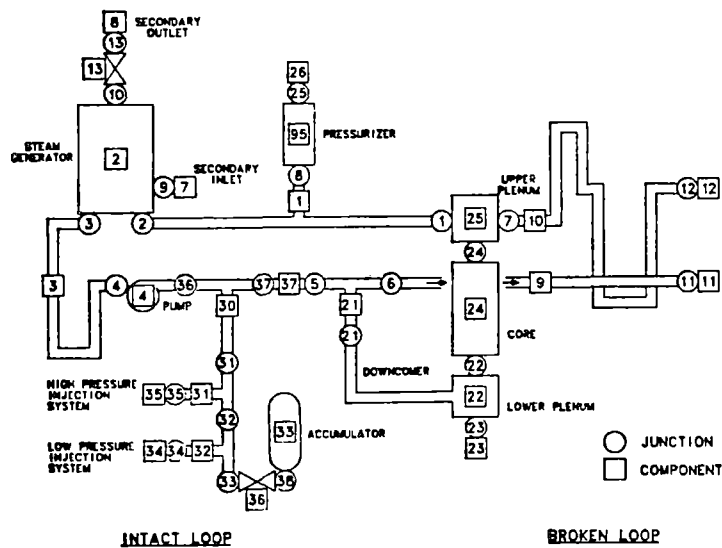 8
SECONDARY
OUTLET
13
13
10
STEAM
GENERATOR
2
SECONDARY
INLET
9
7
3
2
26
25
95
PRESSURIZER
8
1
UPPER
PLENUM
1
25
7
10
12
12
24
3
4
4
PUMP
36
37
37
5
6
9
11
11
30
21
24
CORE
21
DOWNCOMER
22
22
LOWER PLENUM
23
23
31
HIGH PRESSURE
INJECTION
SYSTEM
35
35
31
32
33
ACCUMULATOR
LOW PRESSURE
INJECTION
SYSTEM
34
34
32
33
36
38
JUNCTION
COMPONENT
INTACT LOOP
BROKEN LOOP